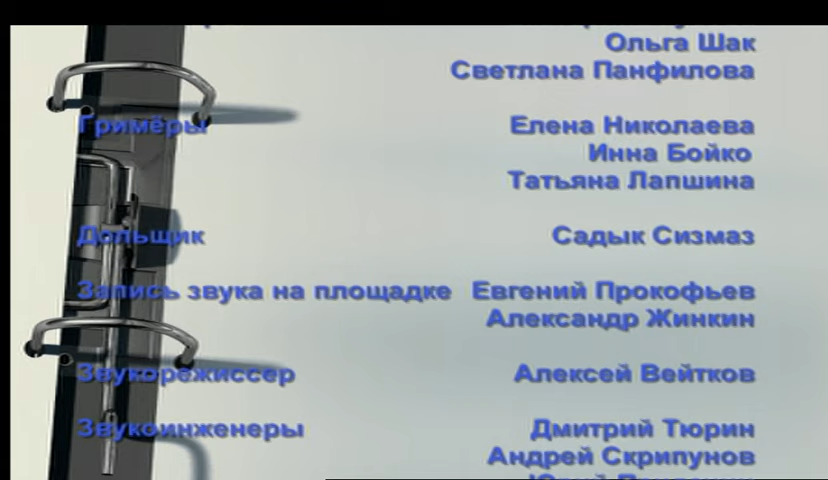 Ольга Шак
Светлана Панфилова
Гримёры Елена Николаева
Инна Бойко
Татьяна Лапшина
Дольщик Садык Сизмаз
Запись звука на площадке Евгений Прокофьев
Александр Жинкин
Звукорежиссер Алексей Вейтков
Звукоинженеры Дмитрий Тюрин
Андрей Скрипунов